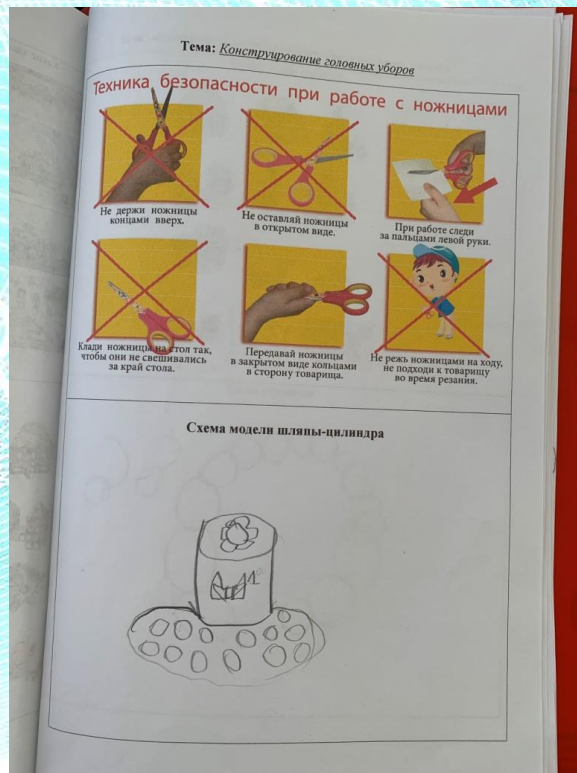 Тема: Конструирование головных уборов
Техника безопасности при работе с ножницами
Не держи ножницы
концами вверх.
Не оставляй ножницы
в открытом виде.
При работе следи
за пальцами левой руки.
Клади ножницы на стол так,
чтобы они не свешивались
за край стола.
Передавай ножницы
в закрытом виде кольцами
в сторону товарища.
Не режь ножницами на ходу,
не подходи к товарищу
во время резания.
Схема модели шляпы-цилиндра